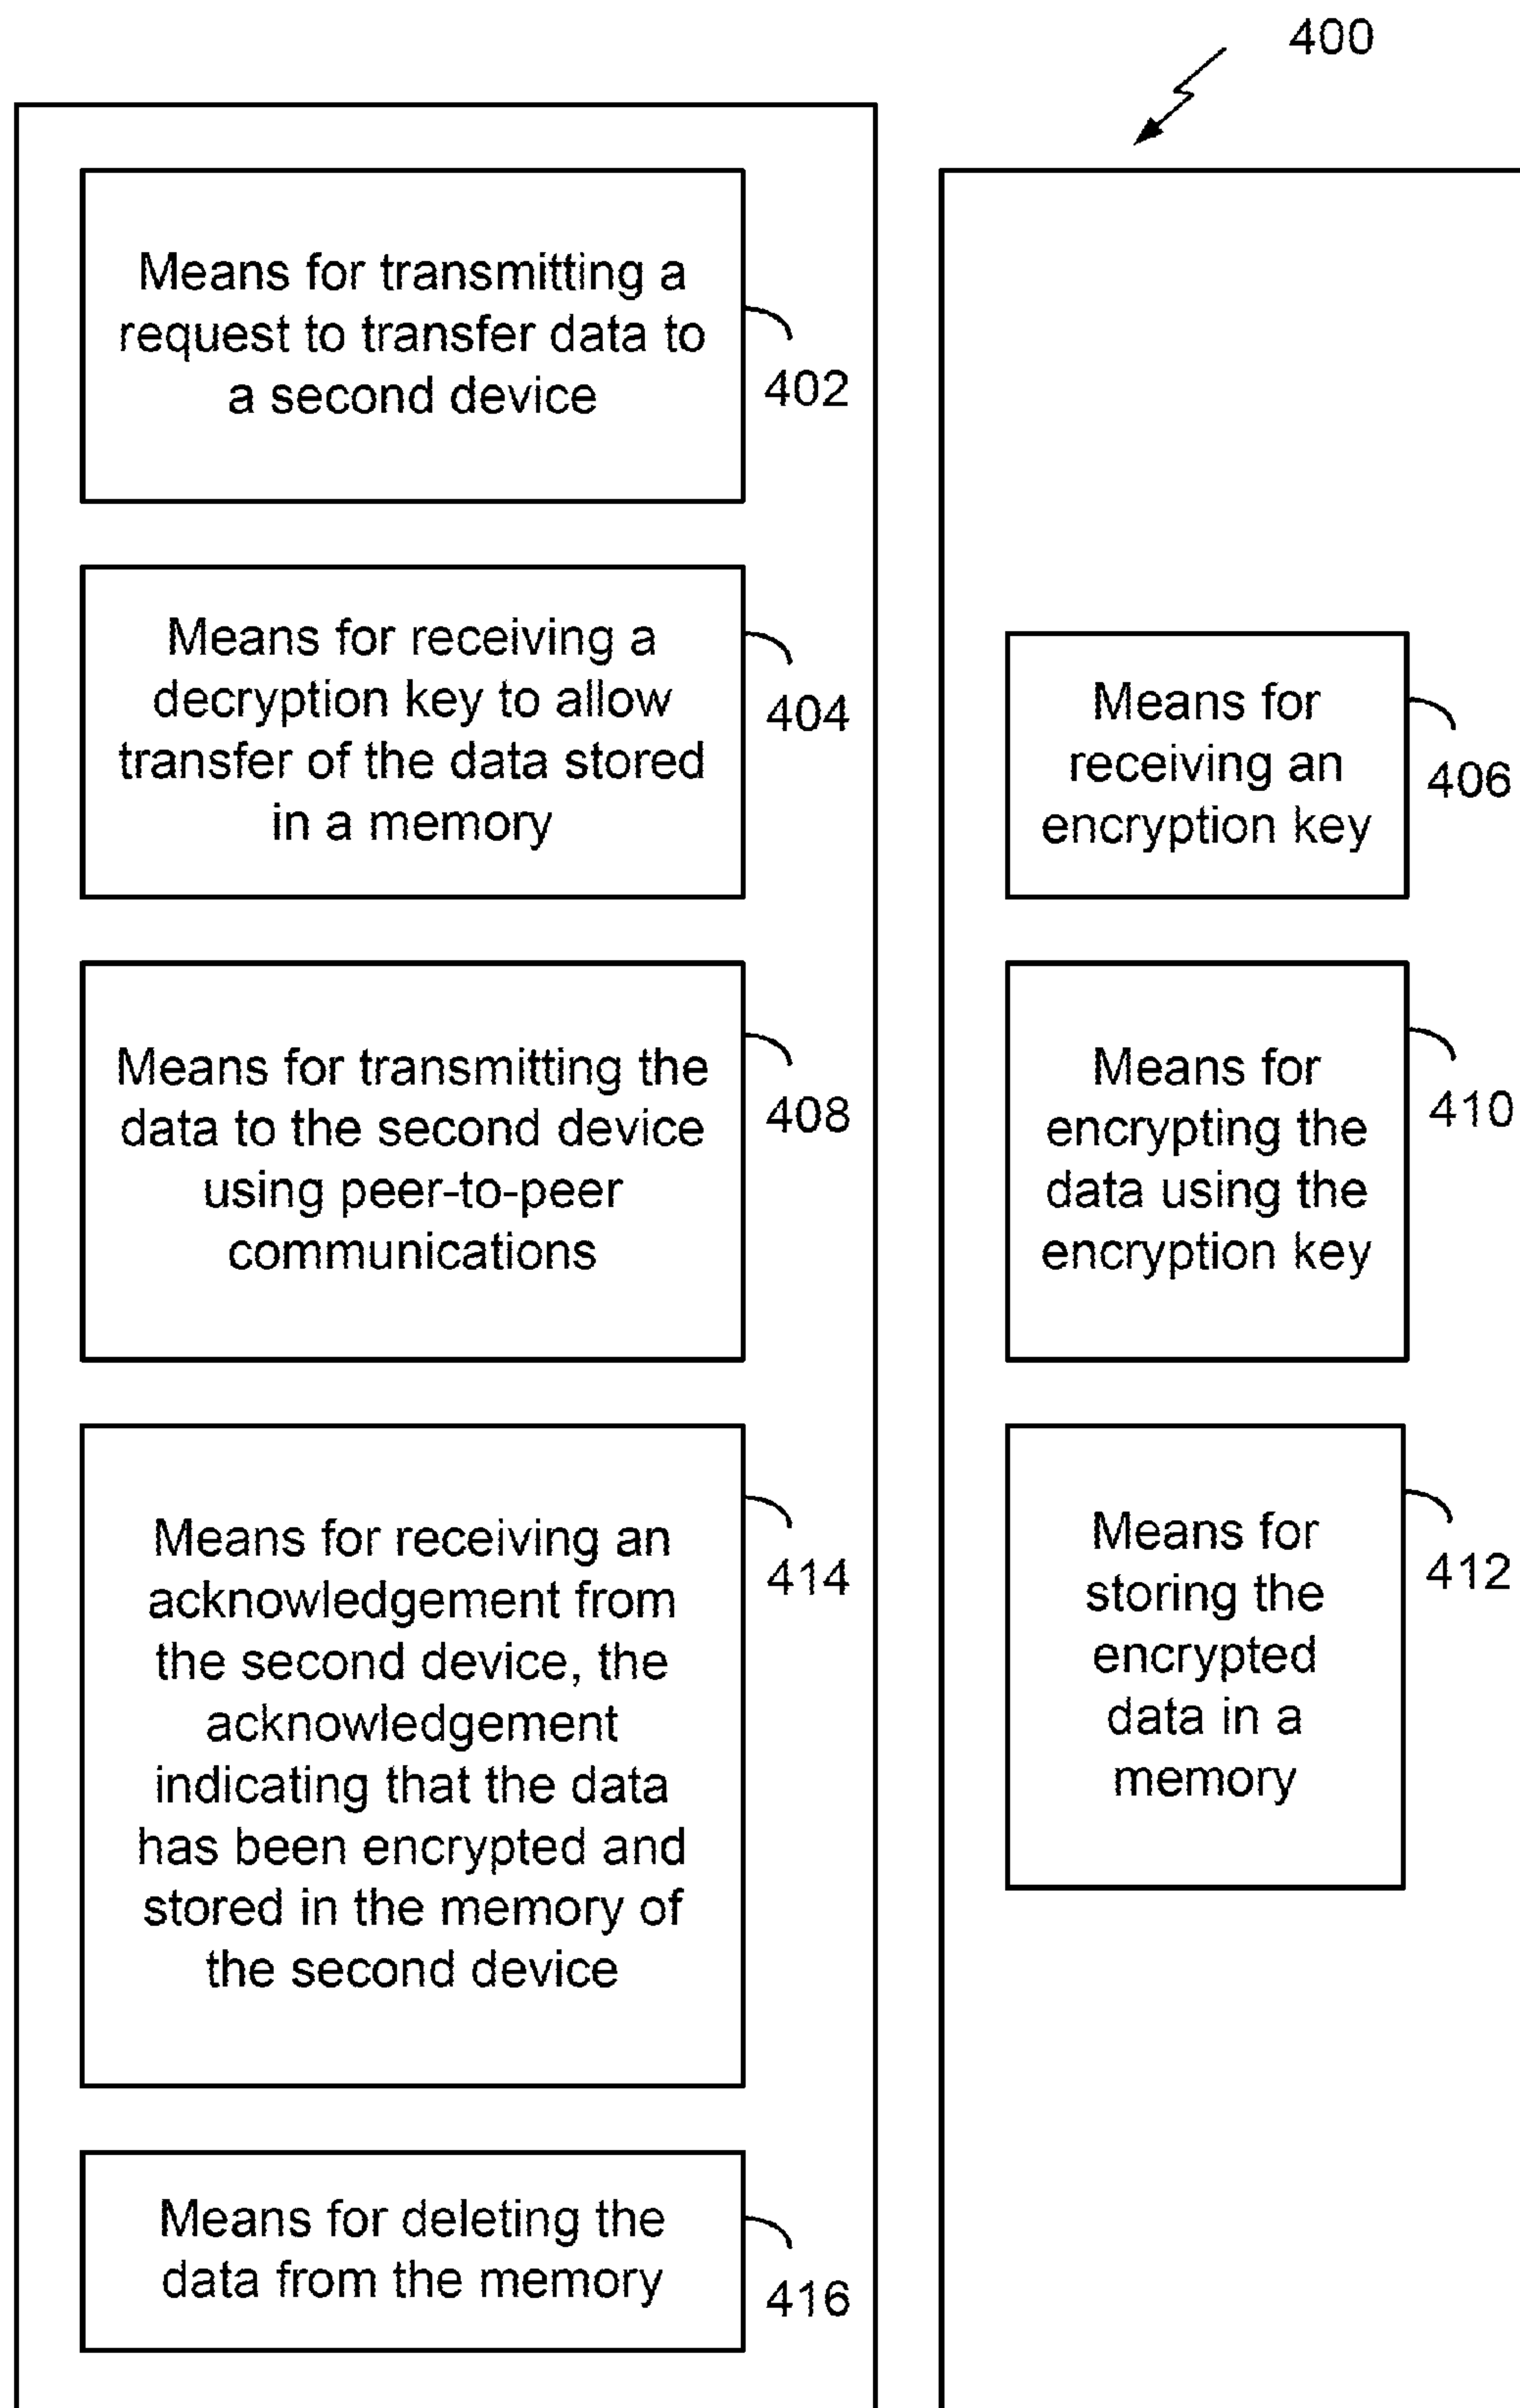 400
Means for transmitting a
request to transfer data to
a second device
402
Means for receiving a
decryption key to allow
transfer of the data stored
in a memory
404
Means for
receiving an
encryption key
406
Means for transmitting the
data to the second device
using peer-to-peer
communications
408
Means for
encrypting the
data using the
encryption key
410
Means for receiving an
acknowledgement from
the second device, the
acknowledgement
indicating that the data
has been encrypted and
stored in the memory of
the second device
414
Means for
storing the
encrypted
data in a
memory
412
Means for deleting the
data from the memory
416